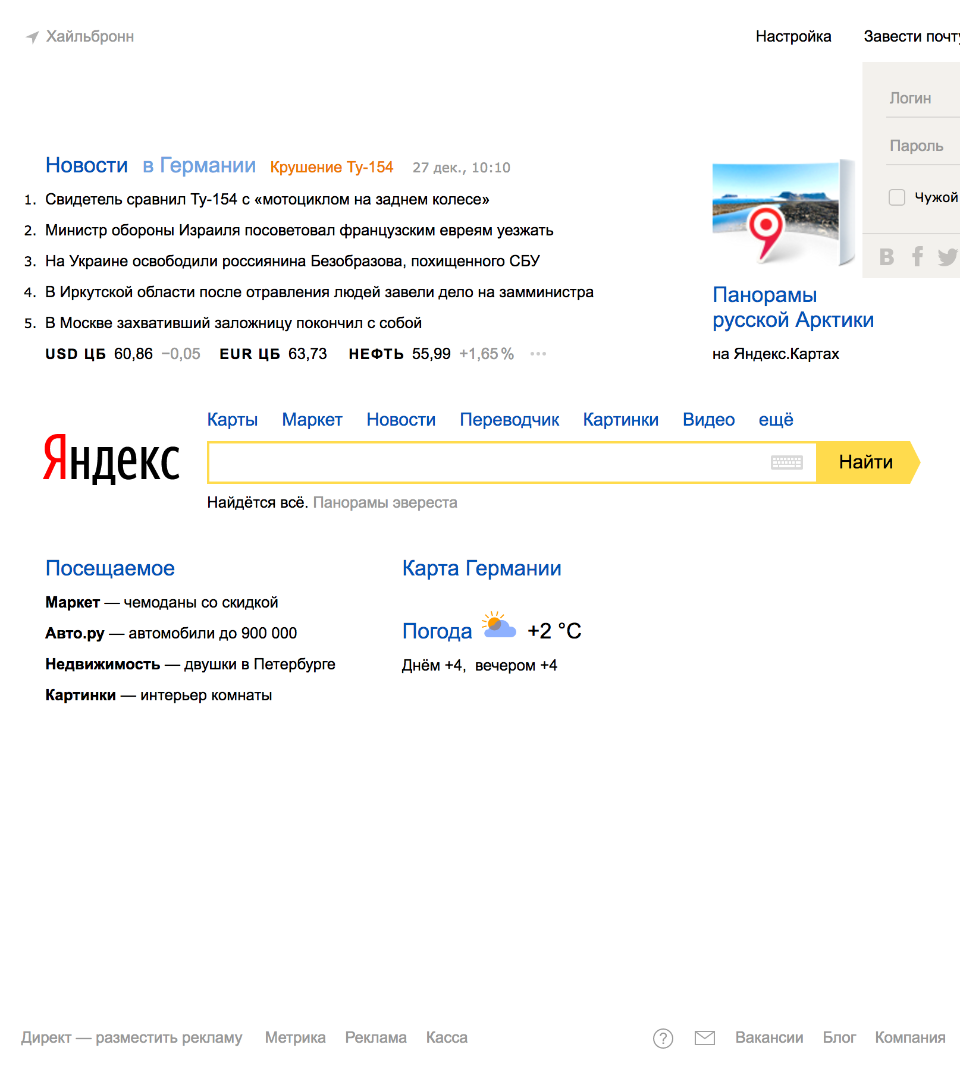 Хайльбронн
Настройка
Завести почту
Логин
Пароль
Чужой
Новости в Германии Крушение Ту-154 27 дек., 10:10
1. Свидетель сравнил Ту-154 с «мотоциклом на заднем колесе»
2. Министр обороны Израиля посоветовал французским евреям уезжать
3. На Украине освободили россиянина Безобразова, похищенного СБУ
4. В Иркутской области после отравления людей завели дело на замминистра
5. В Москве захвативший заложницу покончил с собой
USD ЦБ 60,86 −0,05 EUR ЦБ 63,73 НЕФТЬ 55,99 +1,65 %
Панорамы
русской Арктики
на Яндекс.Картах
Карты Маркет Новости Переводчик Картинки Видео ещё
Яндекс
Найти
Найдётся всё. Панорамы эвереста
Посещаемое
Маркет — чемоданы со скидкой
Авто.ру — автомобили до 900 000
Недвижимость — двушки в Петербурге
Картинки — интерьер комнаты
Карта Германии
Погода +2 °C
Днём +4, вечером +4
Директ — разместить рекламу Метрика Реклама Касса
? Вакансии Блог Компания